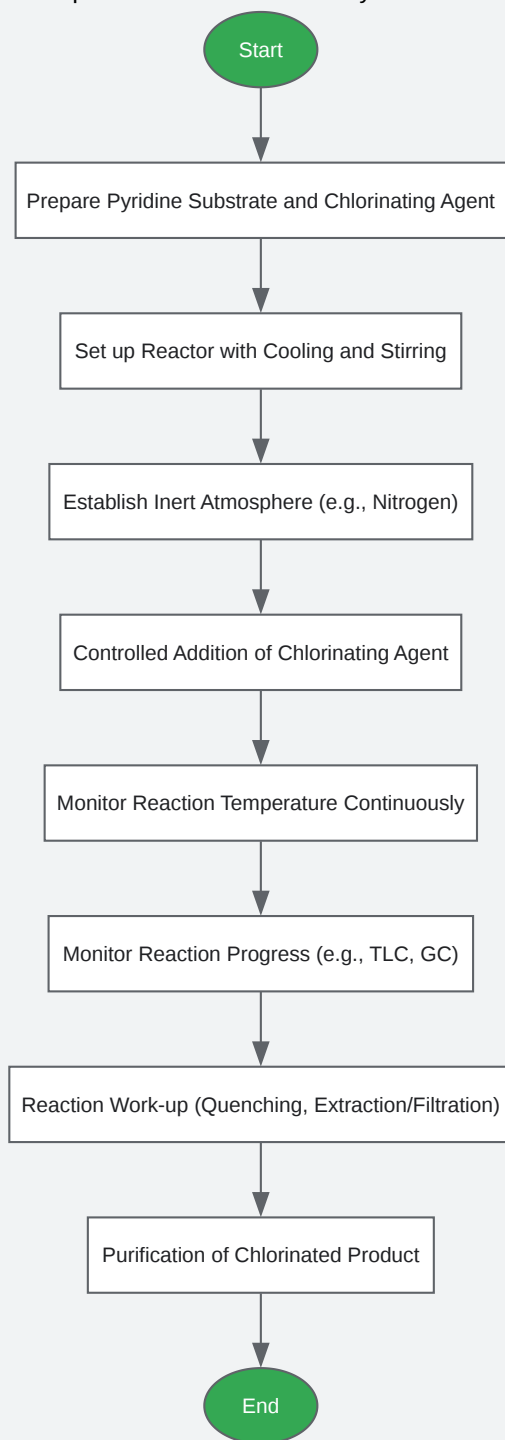 Start
Prepare Pyridine Substrate and Chlorinating Agent
Set up Reactor with Cooling and Stirring
Establish Inert Atmosphere (e.g., Nitrogen)
Controlled Addition of Chlorinating Agent
Monitor Reaction Temperature Continuously
Monitor Reaction Progress (e.g., TLC, GC)
Reaction Work-up (Quenching, Extraction/Filtration)
Purification of Chlorinated Product
End